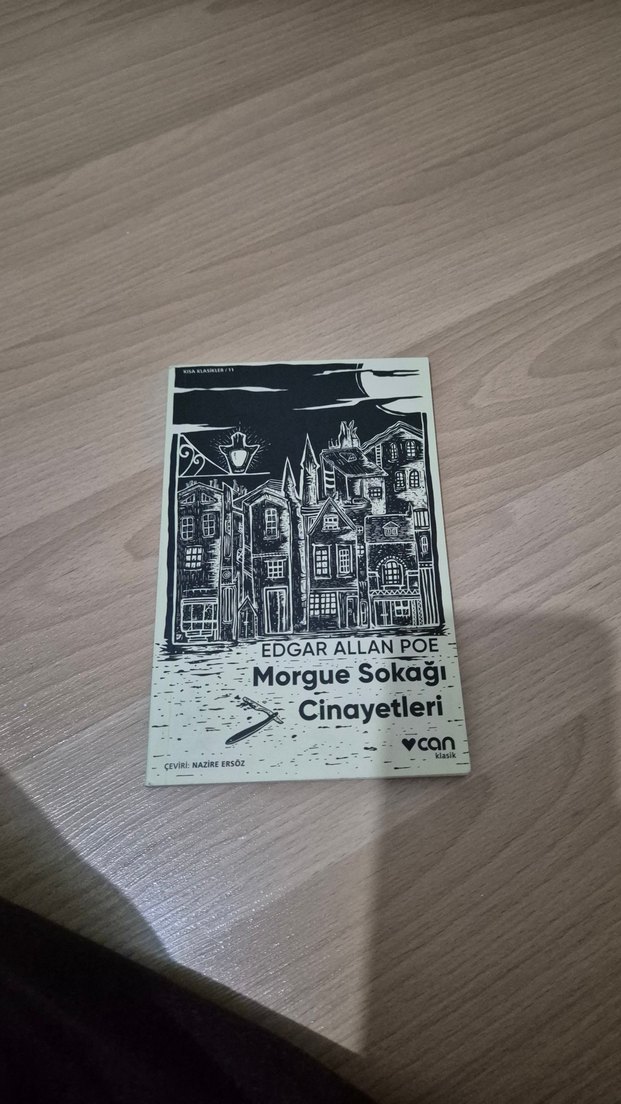 KISA KLASİKLER / 11
EDGAR ALLAN POE
Morgue Sokağı
Cinayetleri
can
klasik
ÇEVİRİ: NAZİRE ERSÖZ